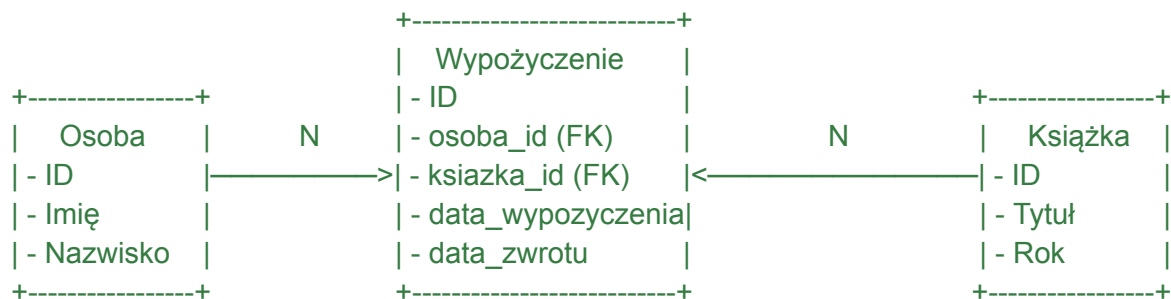 +---------------------------+
| Wypożyczenie |
+-----------------+ | - ID | +-----------------+
| Osoba | N | - osoba_id (FK) | N | Książka |
| - ID |────────────>| - ksiazka_id (FK) |<────────────────────| - ID |
| - Imię | | - data_wypozyczenia| | - Tytuł |
| - Nazwisko | | - data_zwrotu | | - Rok |
+-----------------+ +---------------------------+ +-----------------+